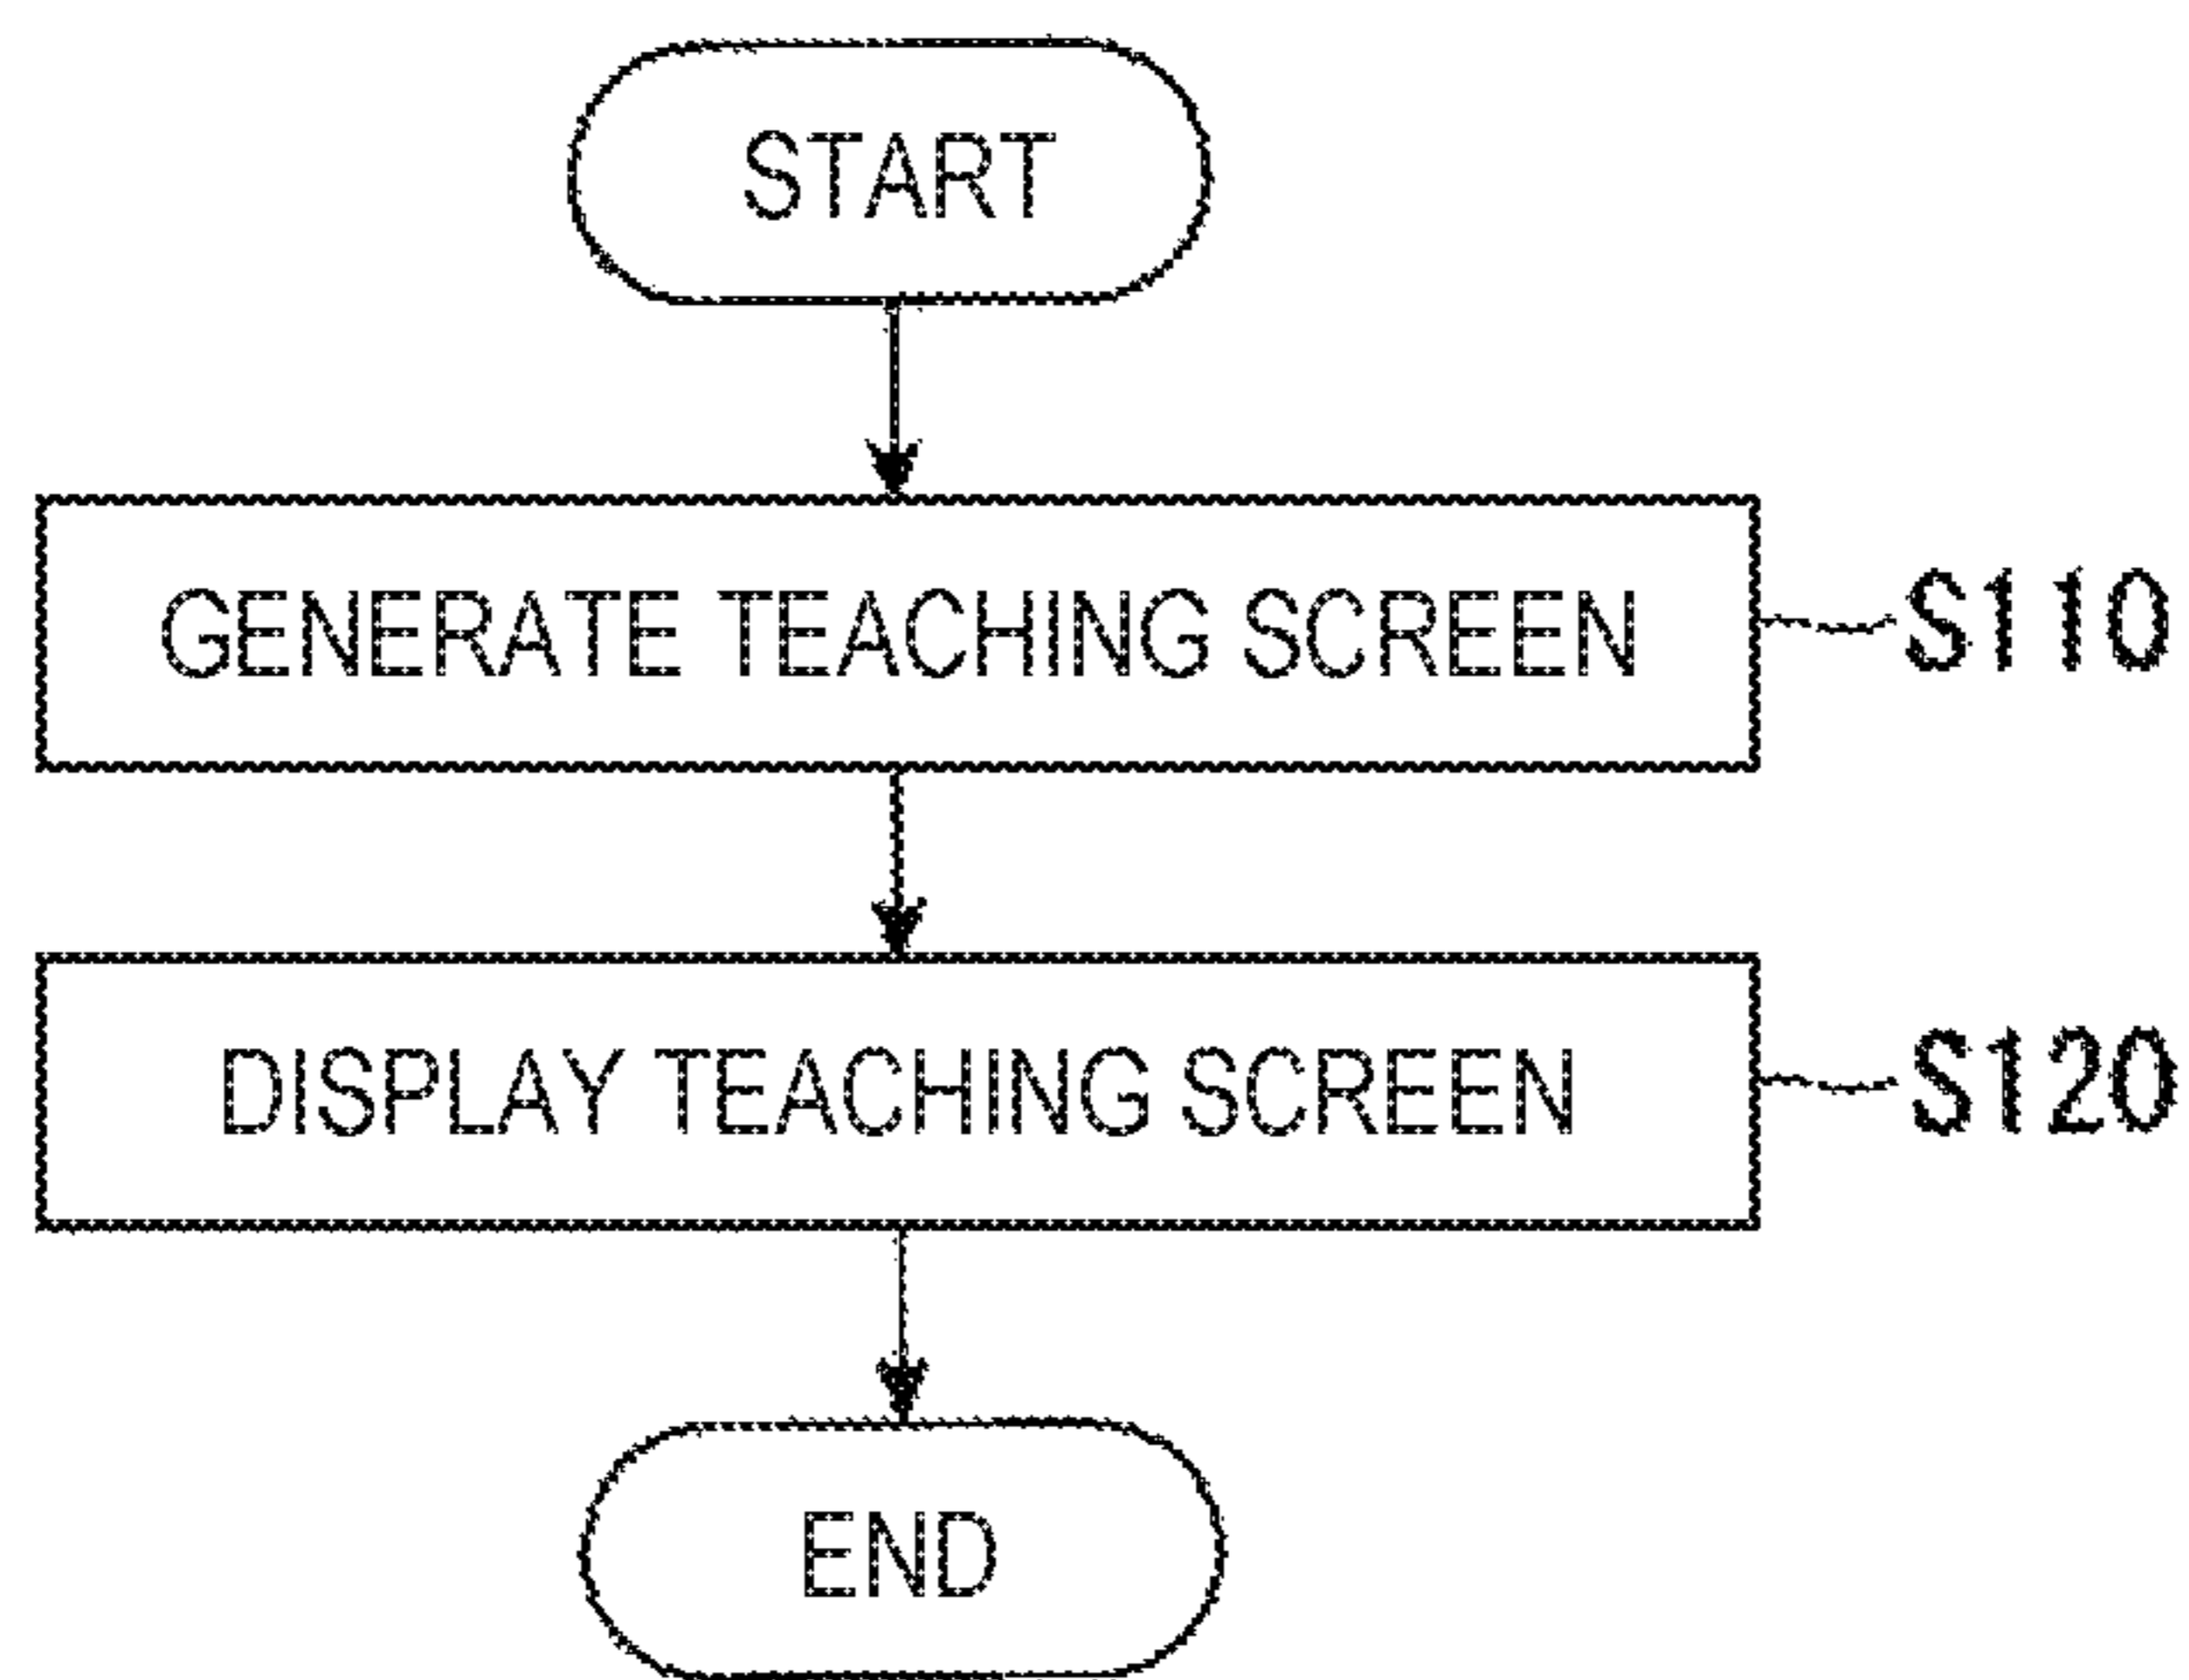 START
GENERATE TEACHING SCREEN S110
DISPLAY TEACHING SCREEN S120
END